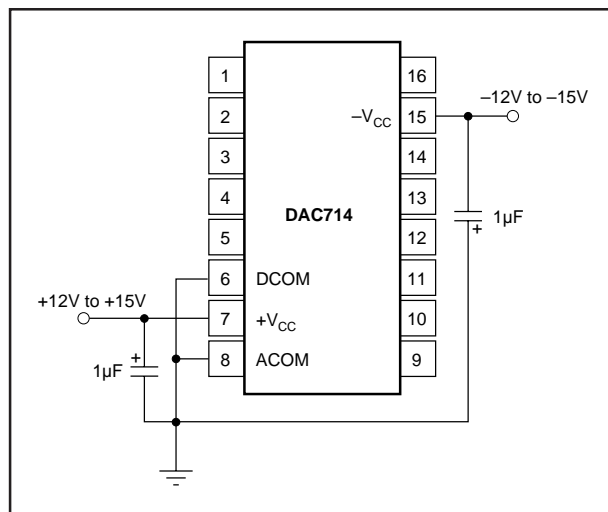 1
2
3
4
5
6
7
8
16
15
14
13
12
11
10
9
DAC714
–V_CC
DCOM
+V_CC
ACOM
–12V to –15V
1µF
+
+12V to +15V
+
1µF